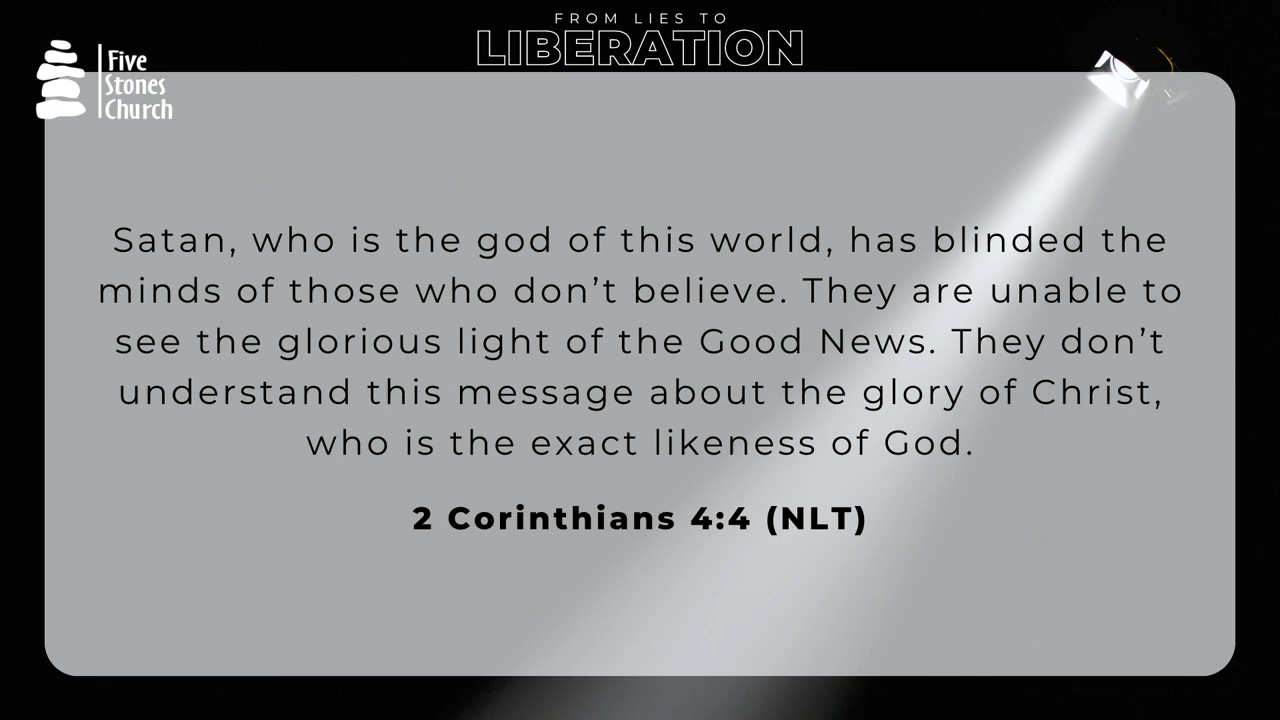 FROM LIES TO
LIBERATION
Five
Stones
Church
Satan, who is the god of this world, has blinded the
minds of those who don’t believe. They are unable to
see the glorious light of the Good News. They don’t
understand this message about the glory of Christ,
who is the exact likeness of God.
2 Corinthians 4:4 (NLT)